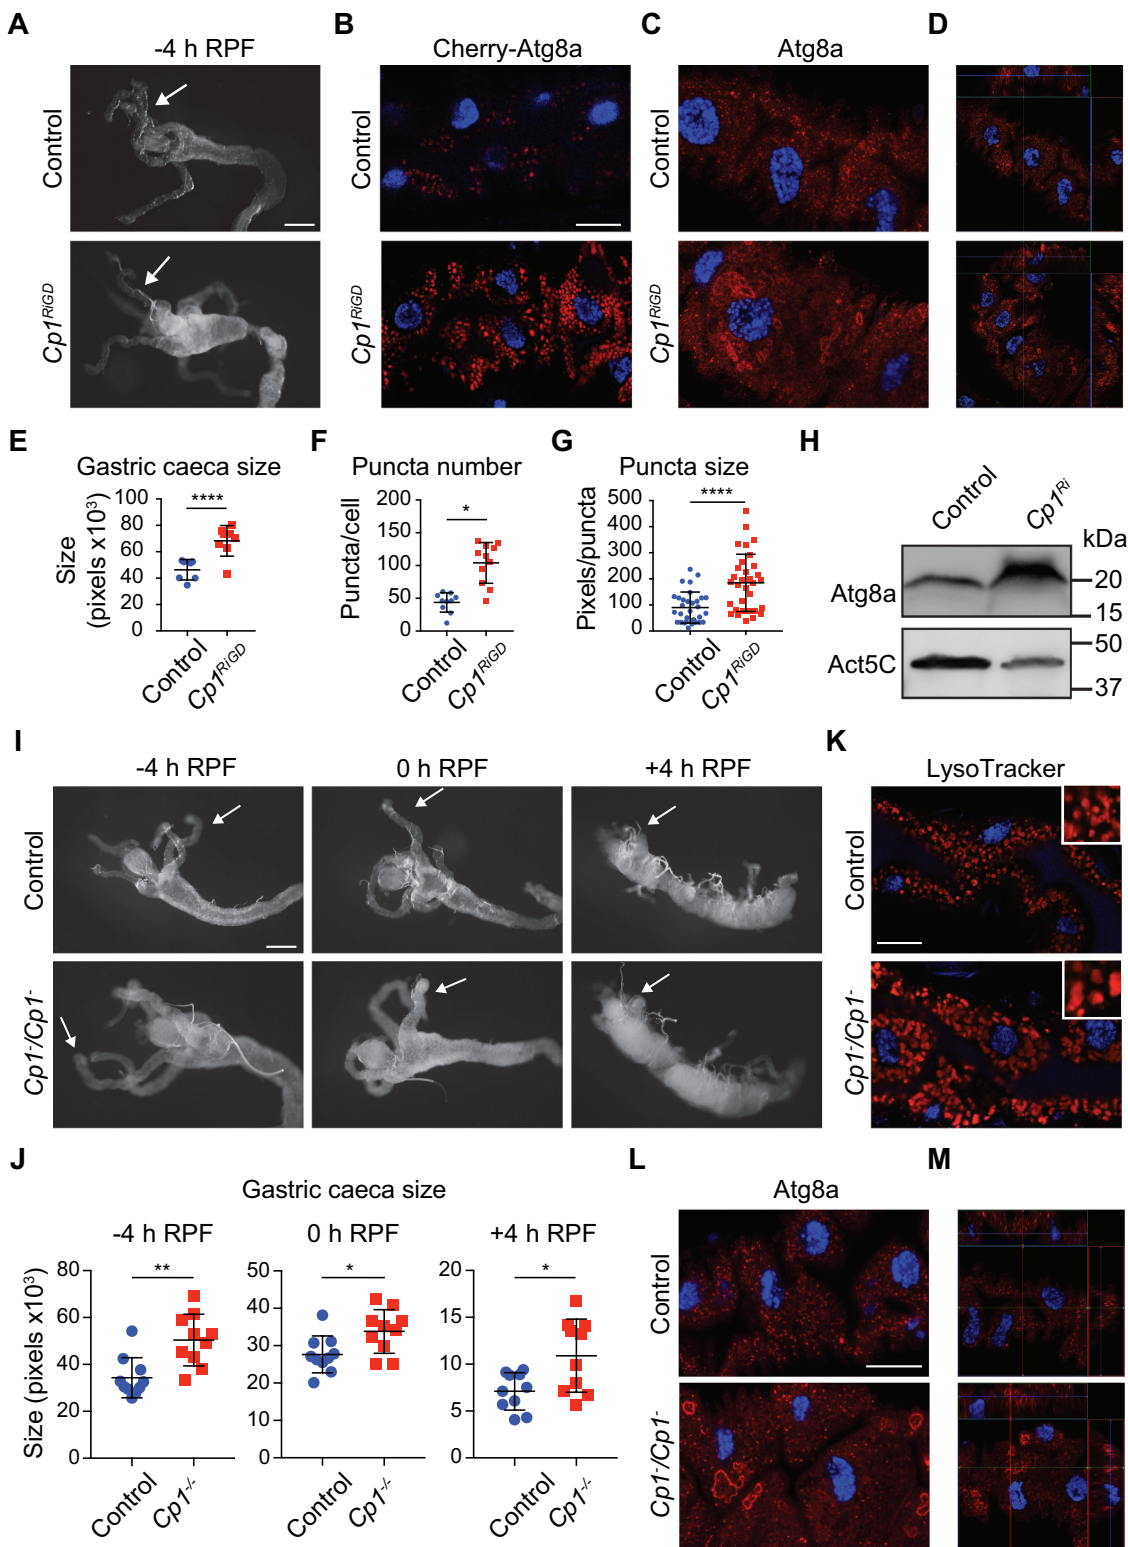 A
B
C
D
-4 h RPF
Cherry-Atg8a
Atg8a
Control
Control
Control
Cp1RiGD
Cp1RiGD
Cp1RiGD
E
F
G
H
Gastric caeca size
Puncta number
Puncta size
Size
(pixels x10³)
100
80
60
40
20
0
****
Control
Cp1RiGD
Puncta/cell
200
150
100
50
0
*
Control
Cp1RiGD
Pixels/puncta
500
400
300
200
100
0
****
Control
Cp1RiGD
Control
Cp1Ri
kDa
Atg8a
20
15
Act5C
50
37
I
K
-4 h RPF
0 h RPF
+4 h RPF
LysoTracker
Control
Control
Cp1-/Cp1-
Cp1-/Cp1-
J
L
M
Gastric caeca size
Atg8a
-4 h RPF
0 h RPF
+4 h RPF
Size (pixels x10³)
80
60
40
20
0
**
Control
Cp1-/-
50
40
30
20
10
0
*
Control
Cp1-/-
20
15
10
5
0
*
Control
Cp1-/-
Control
Cp1-/Cp1-